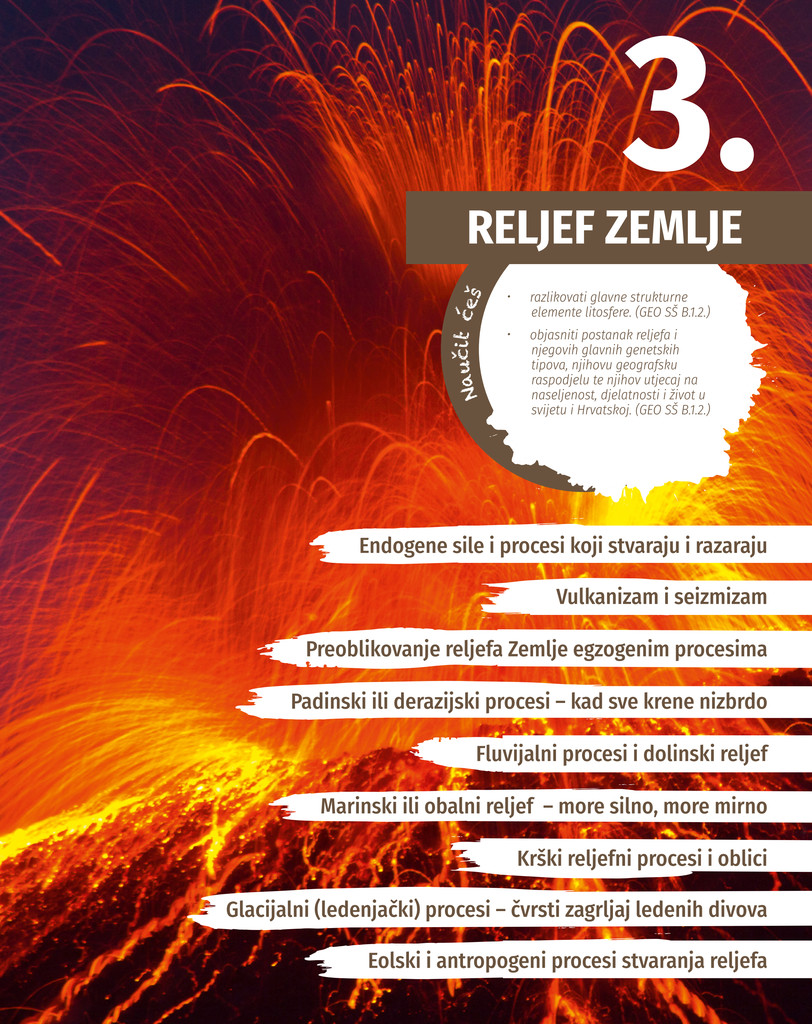 3.
RELJEF ZEMLJE
Naučit ćeš
· razlikovati glavne strukturne
elemente litosfere. (GEO SŠ B.1.2.)
· objasniti postanak reljefa i
njegovih glavnih genetskih
tipova, njihovu geografsku
raspodjelu te njihov utjecaj na
naseljenost, djelatnosti i život u
svijetu i Hrvatskoj. (GEO SŠ B.1.2.)
Endogene sile i procesi koji stvaraju i razaraju
Vulkanizam i seizmizam
Preoblikovanje reljefa Zemlje egzogenim procesima
Padinski ili derazijski procesi – kad sve krene nizbrdo
Fluvijalni procesi i dolinski reljef
Marinski ili obalni reljef – more silno, more mirno
Krški reljefni procesi i oblici
Glacijalni (ledenjački) procesi – čvrsti zagrljaj ledenih divova
Eolski i antropogeni procesi stvaranja reljefa